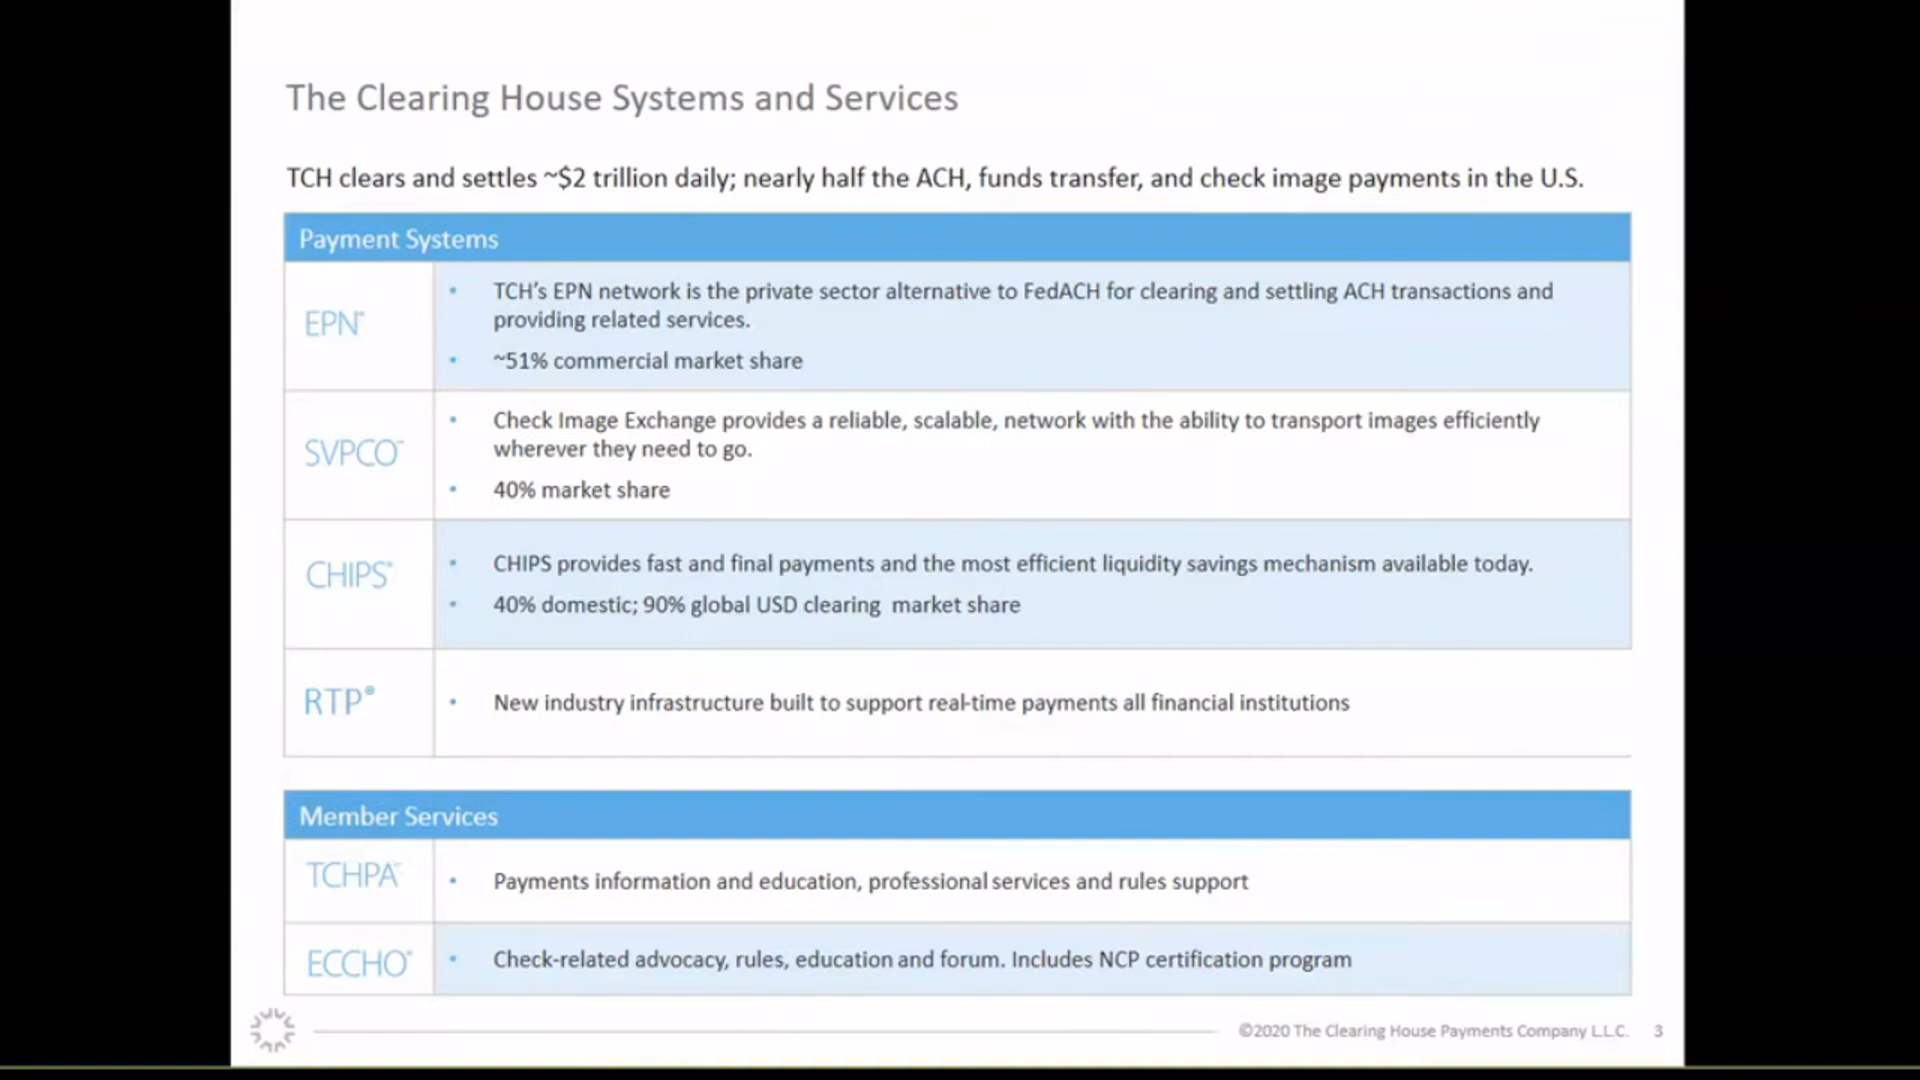 The Clearing House Systems and Services
TCH clears and settles ~$2 trillion daily; nearly half the ACH, funds transfer, and check image payments in the U.S.
Payment Systems
EPN™
• TCH's EPN network is the private sector alternative to FedACH for clearing and settling ACH transactions and
providing related services.
• ~51% commercial market share
SVPCO™
• Check Image Exchange provides a reliable, scalable, network with the ability to transport images efficiently
wherever they need to go.
• 40% market share
CHIPS®
• CHIPS provides fast and final payments and the most efficient liquidity savings mechanism available today.
• 40% domestic; 90% global USD clearing market share
RTP®
• New industry infrastructure built to support real-time payments all financial institutions
Member Services
TCHPA™
• Payments information and education, professional services and rules support
ECCHO®
• Check-related advocacy, rules, education and forum. Includes NCP certification program
©2020 The Clearing House Payments Company L.L.C. 3